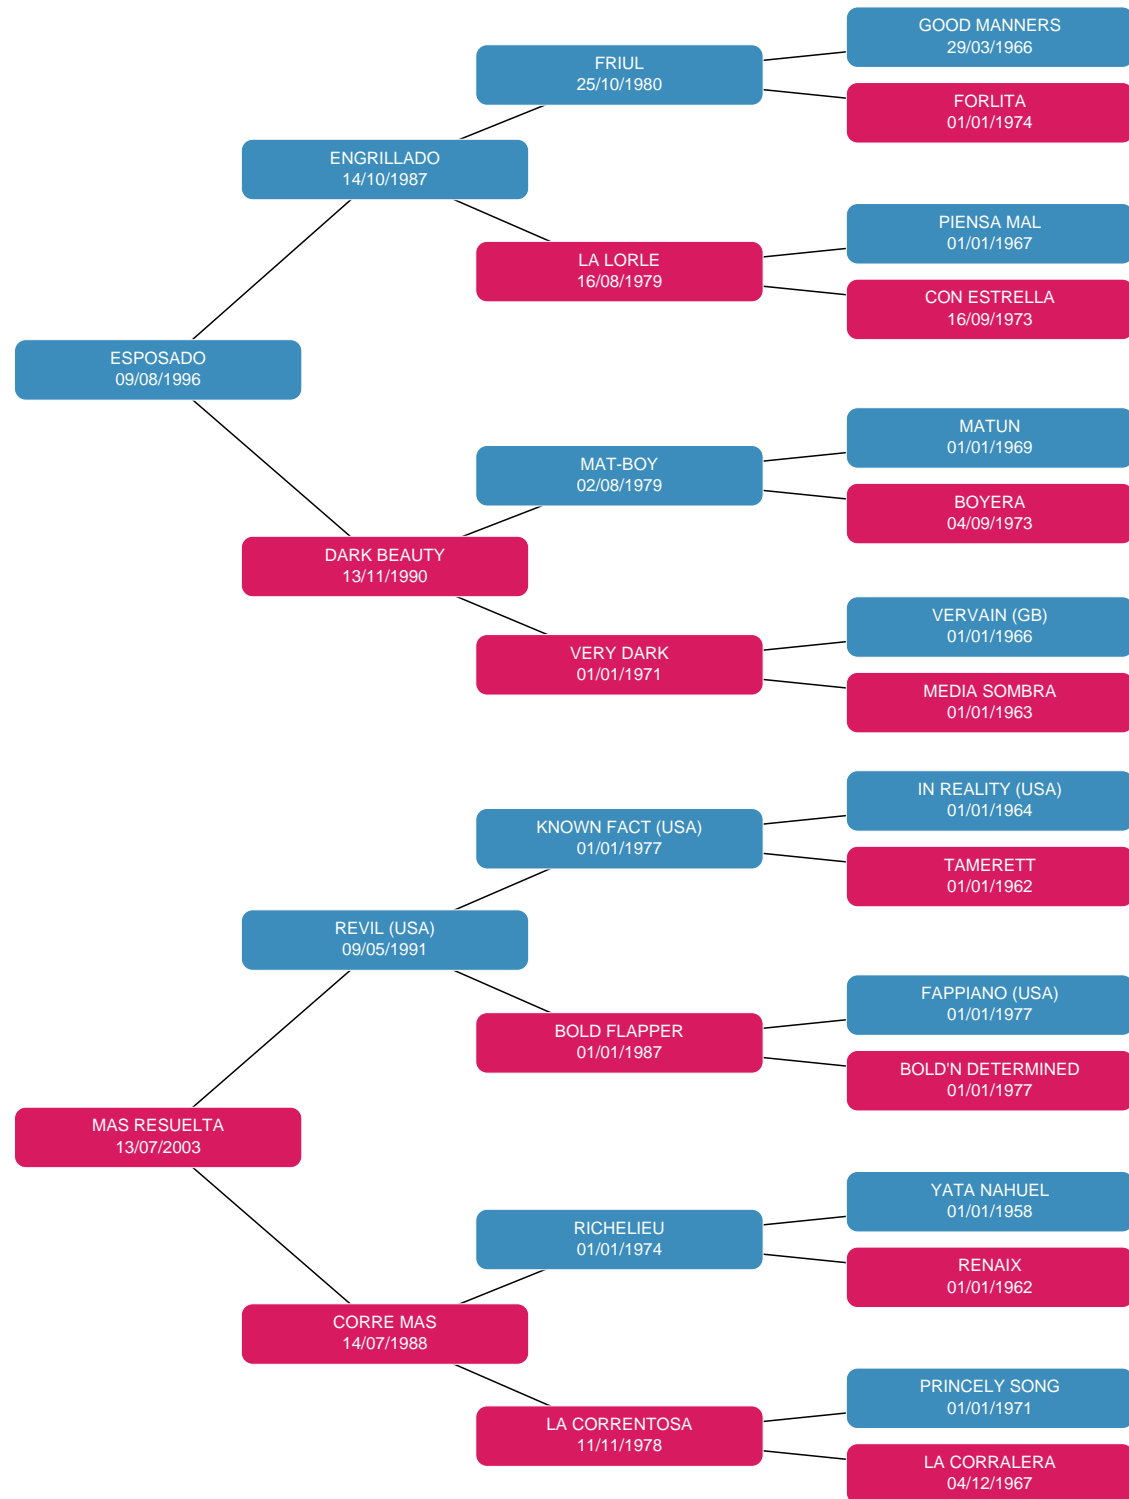 GOOD MANNERS
29/03/1966
FRIUL
25/10/1980
FORLITA
01/01/1974
ENGRILLADO
14/10/1987
PIENSA MAL
01/01/1967
LA LORLE
16/08/1979
CON ESTRELLA
16/09/1973
ESPOSADO
09/08/1996
MATUN
01/01/1969
MAT-BOY
02/08/1979
BOYERA
04/09/1973
DARK BEAUTY
13/11/1990
VERVAIN (GB)
01/01/1966
VERY DARK
01/01/1971
MEDIA SOMBRA
01/01/1963
IN REALITY (USA)
01/01/1964
KNOWN FACT (USA)
01/01/1977
TAMERETT
01/01/1962
REVIL (USA)
09/05/1991
FAPPIANO (USA)
01/01/1977
BOLD FLAPPER
01/01/1987
BOLD'N DETERMINED
01/01/1977
MAS RESUELTA
13/07/2003
YATA NAHUEL
01/01/1958
RICHELIEU
01/01/1974
RENAIX
01/01/1962
CORRE MAS
14/07/1988
PRINCELY SONG
01/01/1971
LA CORRENTOSA
11/11/1978
LA CORRALERA
04/12/1967